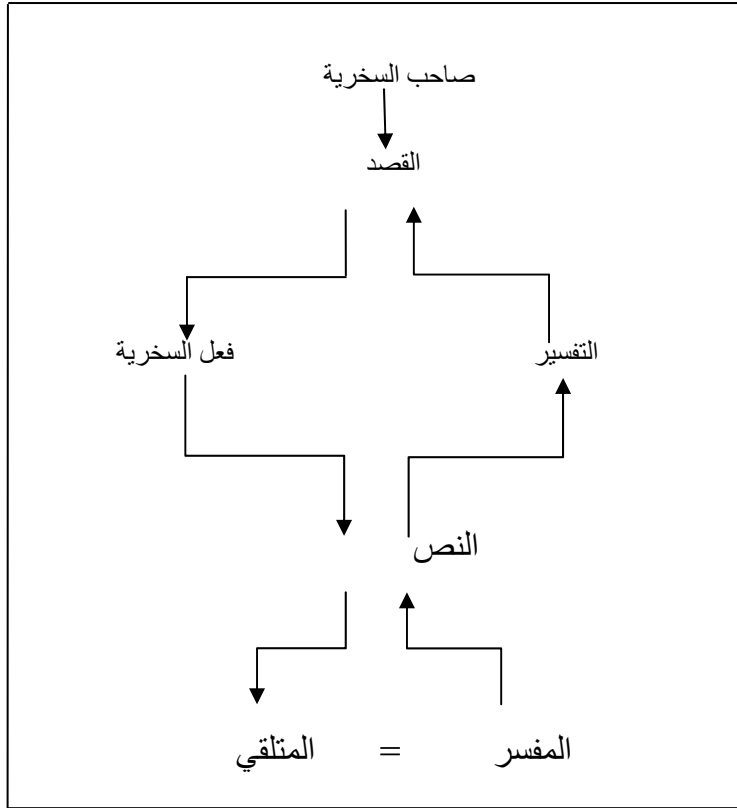 صاحب السخرية
القصد
التفسير فعل السخرية
النص
المفسر = المتلقي